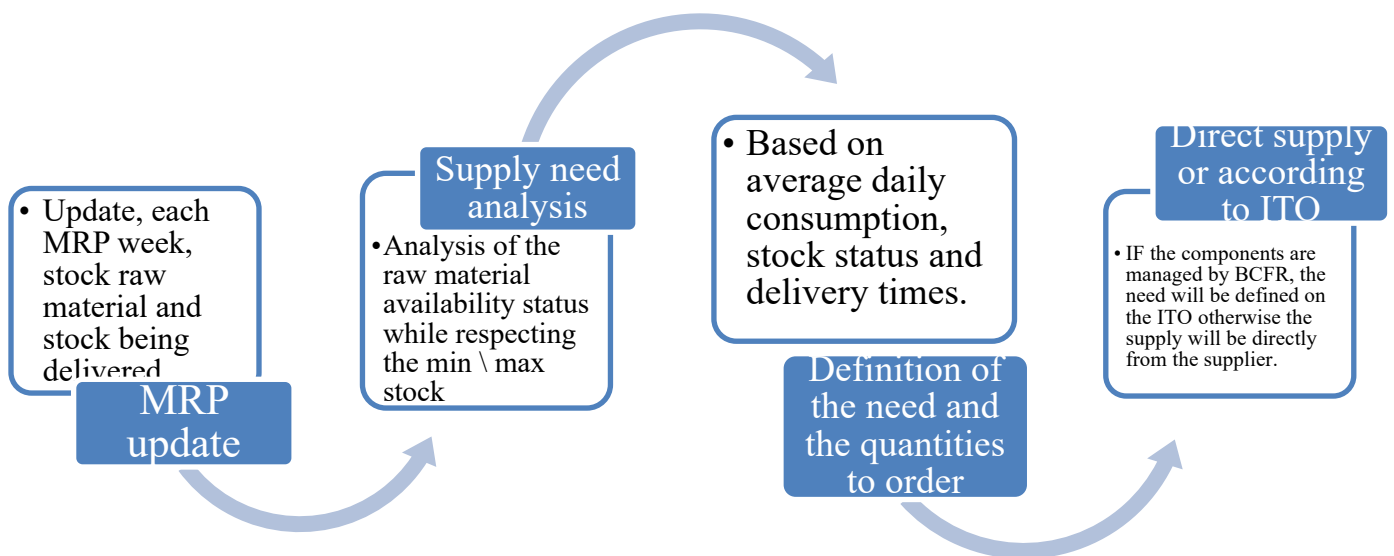 • Update, each
MRP week,
stock raw
material and
stock being
delivered
MRP
update
Supply need
analysis
•Analysis of the
raw material
availability status
while respecting
the min \ max
stock
• Based on
average daily
consumption,
stock status and
delivery times.
Definition of
the need and
the quantities
to order
Direct supply
or according
to ITO
• IF the components are
managed by BCFR, the
need will be defined on
the ITO otherwise the
supply will be directly
from the supplier.